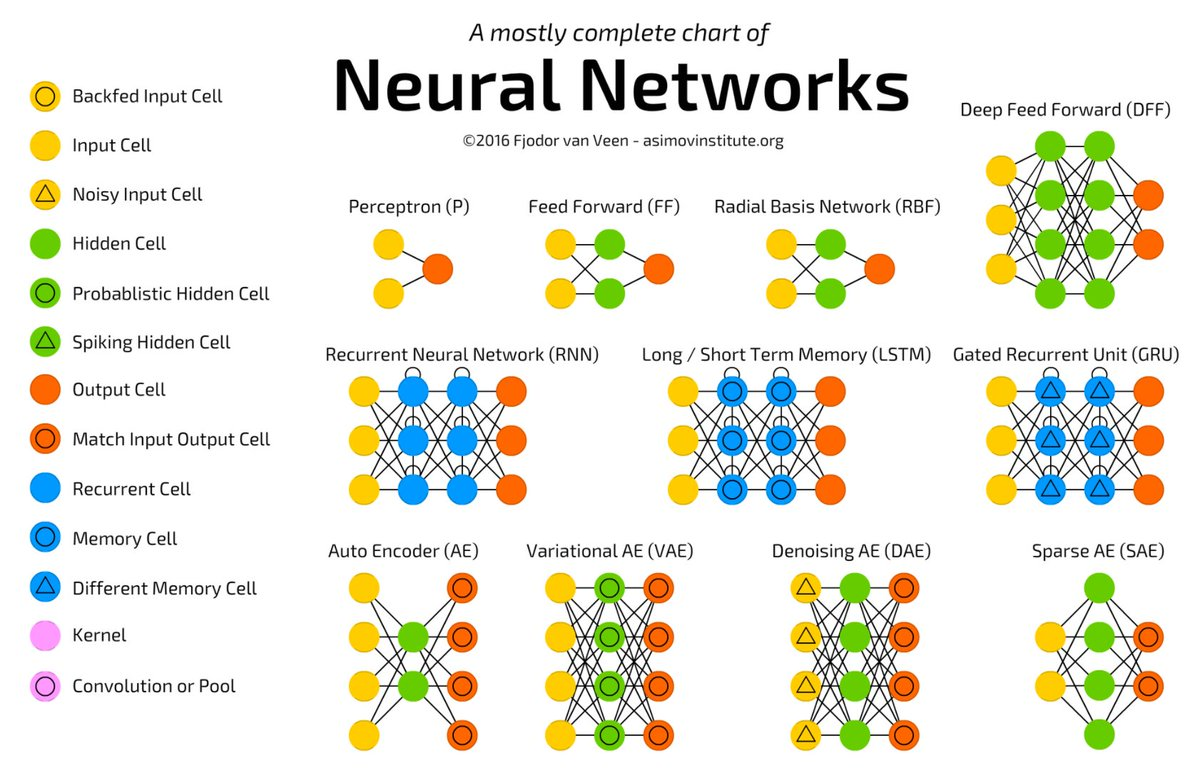 A mostly complete chart of
Neural Networks
©2016 Fjodor van Veen - asimovinstitute.org
Backfed Input Cell
Input Cell
Noisy Input Cell
Hidden Cell
Probablistic Hidden Cell
Spiking Hidden Cell
Output Cell
Match Input Output Cell
Recurrent Cell
Memory Cell
Different Memory Cell
Kernel
Convolution or Pool
Deep Feed Forward (DFF)
Perceptron (P)
Feed Forward (FF)
Radial Basis Network (RBF)
Recurrent Neural Network (RNN)
Long / Short Term Memory (LSTM)
Gated Recurrent Unit (GRU)
Auto Encoder (AE)
Variational AE (VAE)
Denoising AE (DAE)
Sparse AE (SAE)